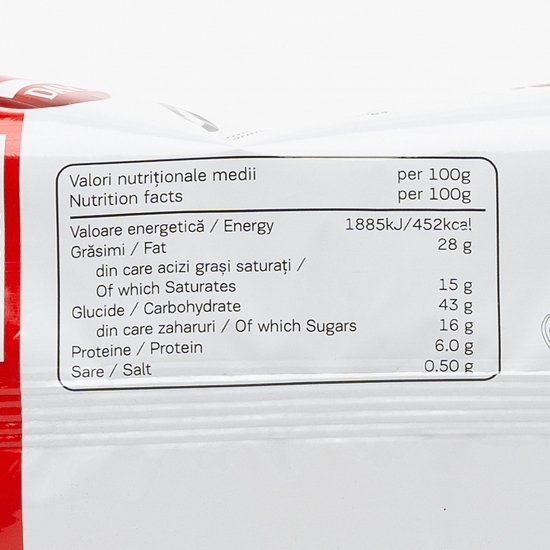 Valori nutriționale medii per 100g
Nutrition facts per 100g
Valoare energetică / Energy 1885kJ/452kcal
Grăsimi / Fat 28 g
din care acizi grași saturați /
Of which Saturates 15 g
Glucide / Carbohydrate 43 g
din care zaharuri / Of which Sugars 16 g
Proteine / Protein 6.0 g
Sare / Salt 0.50 g